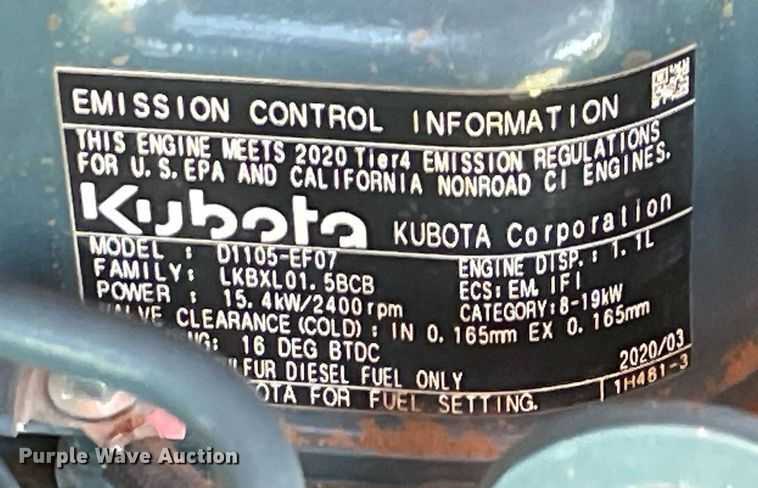 EMISSION CONTROL INFORMATION
THIS ENGINE MEETS 2020 Tier4 EMISSION REGULATIONS
FOR U.S.EPA AND CALIFORNIA NONROAD CI ENGINES.
Kubota KUBOTA Corporation
MODEL : D1105-EF07 ENGINE DISP.: 1.1L
FAMILY: LKBXL01.5BCB ECS: EM, IFI
POWER : 15.4kW/2400rpm CATEGORY:8-19kW
CLEARANCE (COLD) : IN 0.165mm EX 0.165mm
16 DEG BTDC 2020/03
DIESEL FUEL ONLY 1H481-3
FOR FUEL SETTING.
Purple Wave Auction